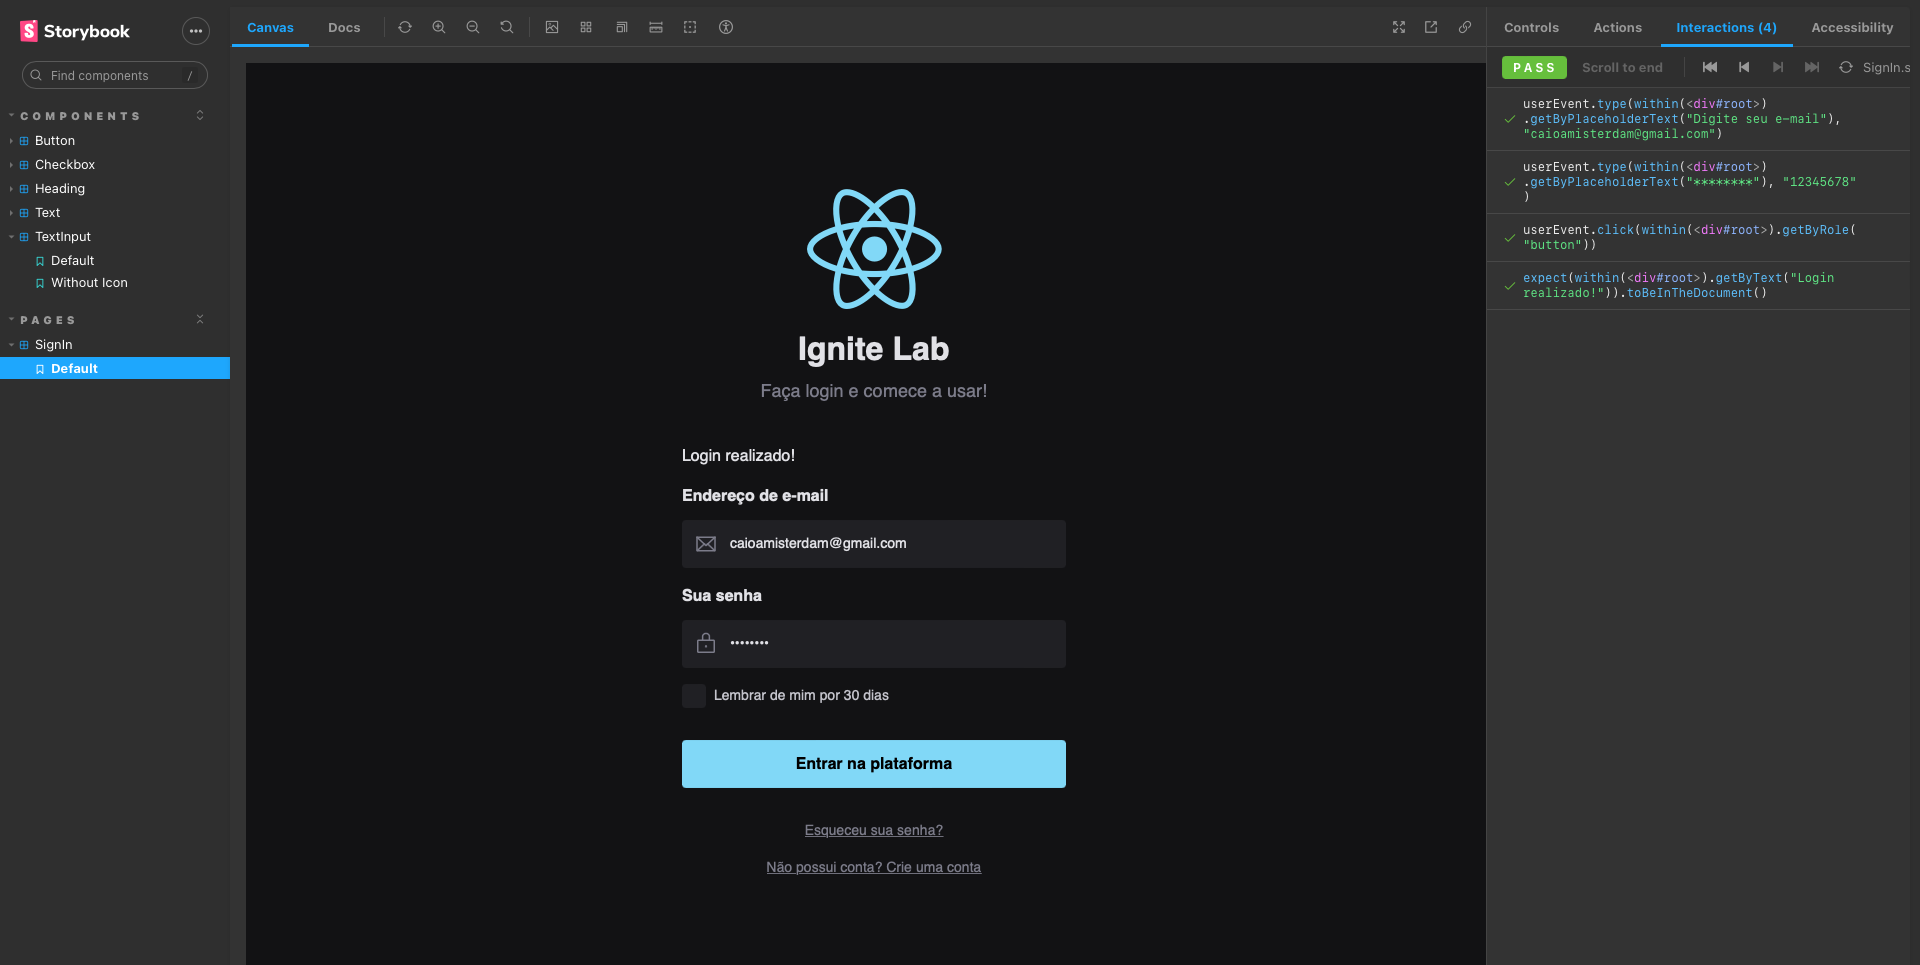 Storybook
Find components
/
COMPONENTS
Button
Checkbox
Heading
Text
TextInput
Default
Without Icon
PAGES
SignIn
Default
Canvas
Docs
Ignite Lab
Faça login e comece a usar!
Login realizado!
Endereço de e-mail
caioamisterdam@gmail.com
Sua senha
••••••••
Lembrar de mim por 30 dias
Entrar na plataforma
Esqueceu sua senha?
Não possui conta? Crie uma conta
Controls
Actions
Interactions (4)
Accessibility
PASS
Scroll to end
SignIn.s
userEvent.type(within(<div#root>)
.getByPlaceholderText("Digite seu e-mail"),
"caioamisterdam@gmail.com")
userEvent.type(within(<div#root>)
.getByPlaceholderText("********"), "12345678"
)
userEvent.click(within(<div#root>).getByRole(
"button"))
expect(within(<div#root>).getByText("Login
realizado!")).toBeInTheDocument()